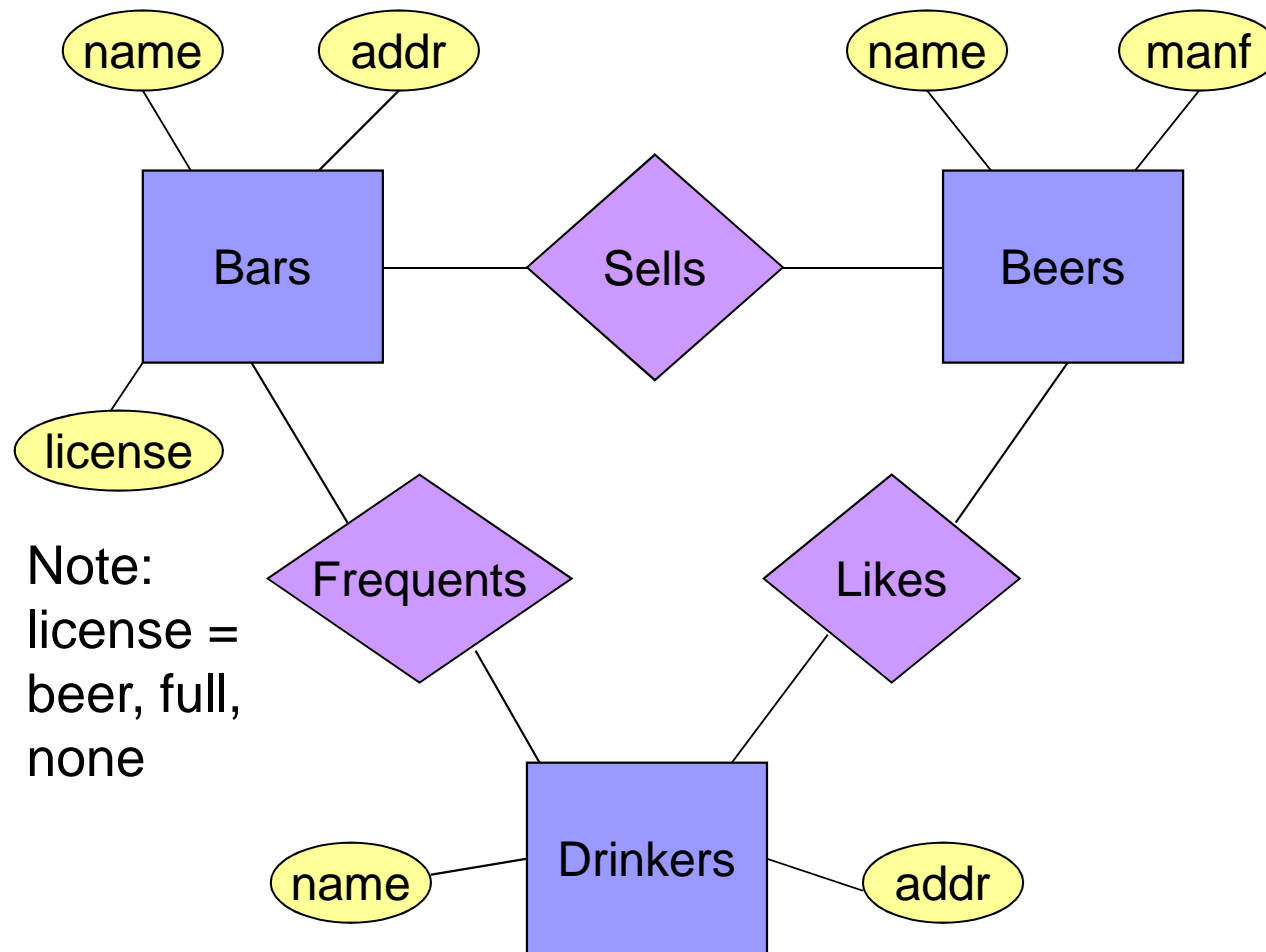 name
addr
name
manf
Bars
Sells
Beers
license
Note:
license =
beer, full,
none
Frequents
Likes
Drinkers
name
addr